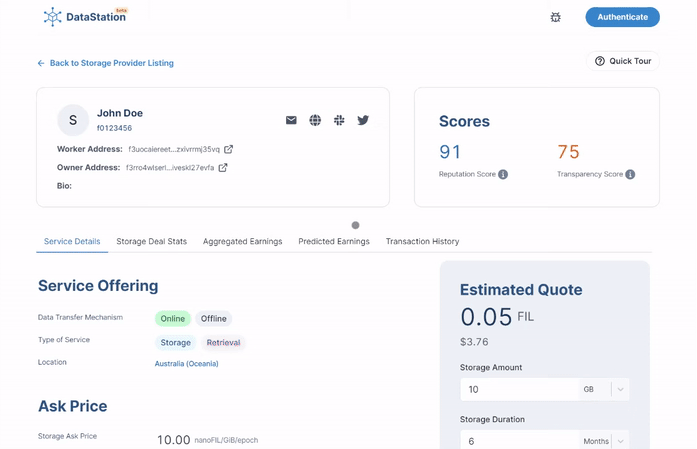 DataStation beta
Authenticate
Back to Storage Provider Listing
Quick Tour
S
John Doe
f0123456
Worker Address: f3uocaiereet...zxivrrmj35vq
Owner Address: f3rro4wlserl...iveskl27evfa
Bio:
Scores
91
75
Reputation Score
Transparency Score
Service Details Storage Deal Stats Aggregated Earnings Predicted Earnings Transaction History
Service Offering
Data Transfer Mechanism Online Offline
Type of Service Storage Retrieval
Location Australia (Oceania)
Ask Price
Storage Ask Price 10.00 nanoFIL/GiB/epoch
Estimated Quote
0.05 FIL
$3.76
Storage Amount
10 GB
Storage Duration
6 Months